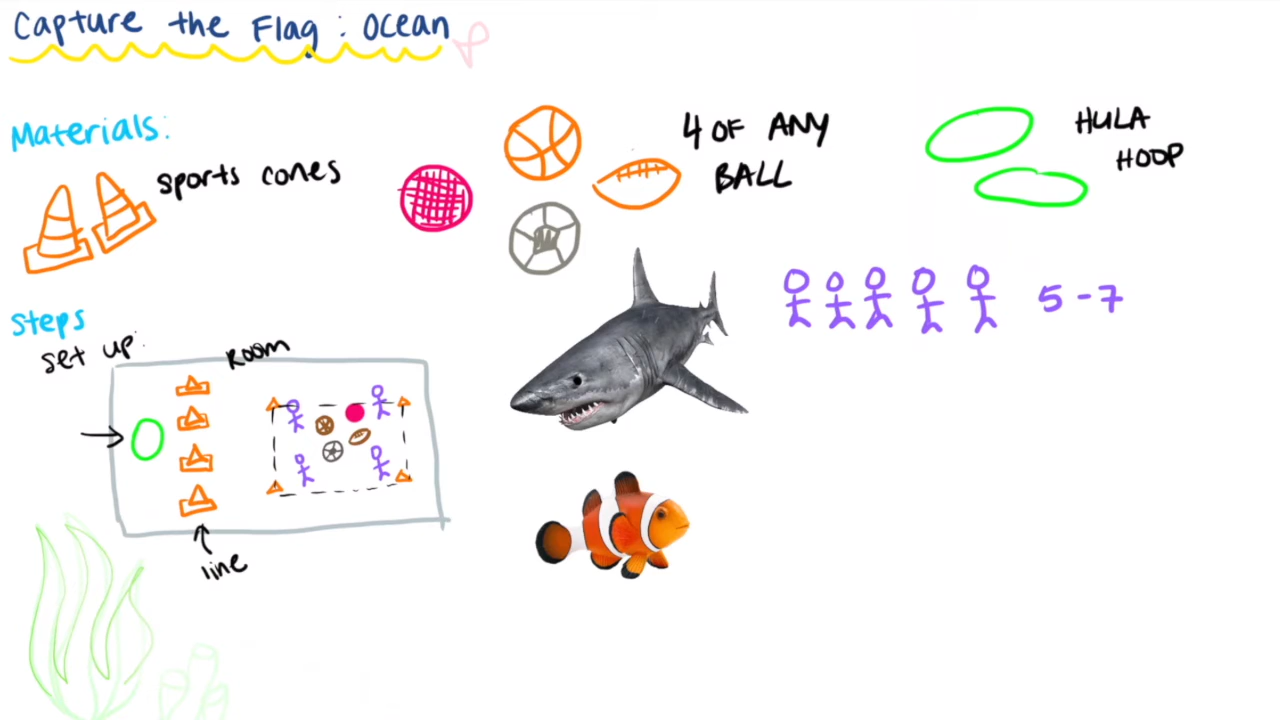 Capture the Flag: Ocean
Materials:
sports cones
4 OF ANY
BALL
HULA
HOOP
5-7
Steps
set up:
Room
line